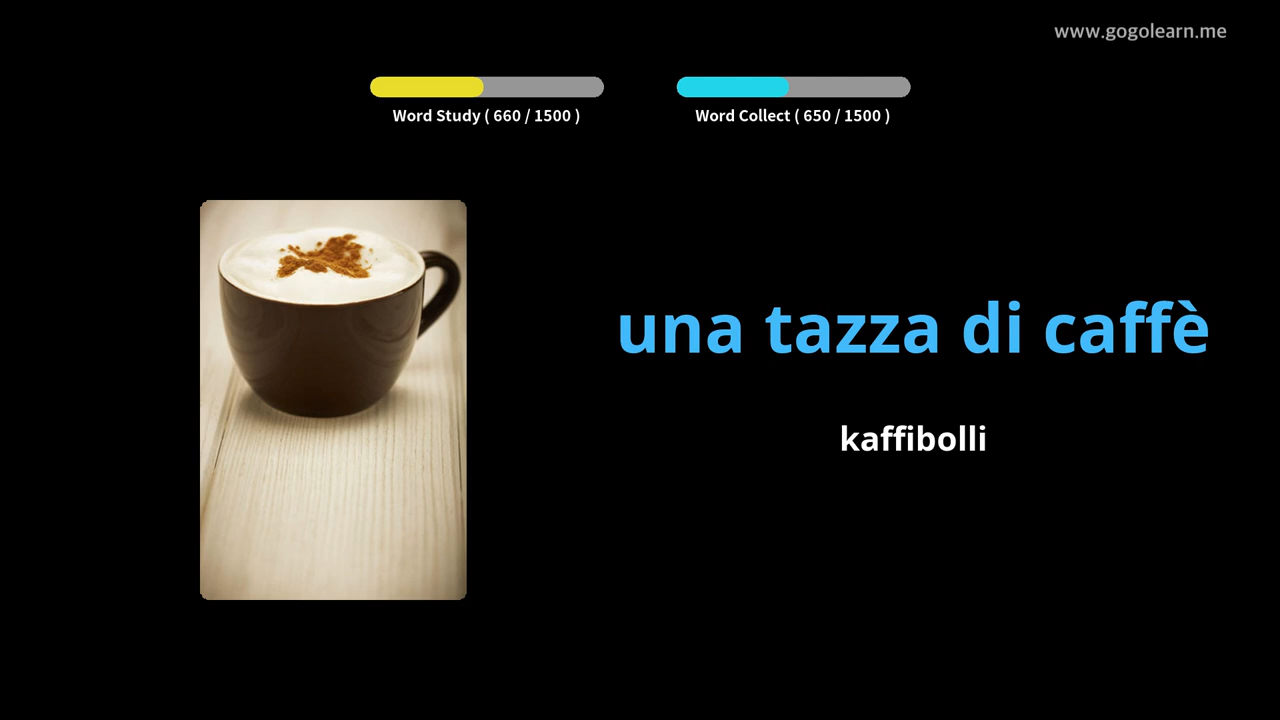 www.gogolearn.me
Word Study ( 660 / 1500 )
Word Collect ( 650 / 1500 )
una tazza di caffè
kaffibolli